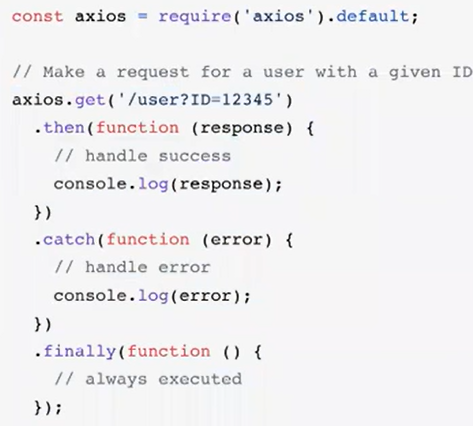 const axios = require('axios').default;
// Make a request for a user with a given ID
axios.get('/user?ID=12345')
  .then(function (response) {
    // handle success
    console.log(response);
  })
  .catch(function (error) {
    // handle error
    console.log(error);
  })
  .finally(function () {
    // always executed
  });